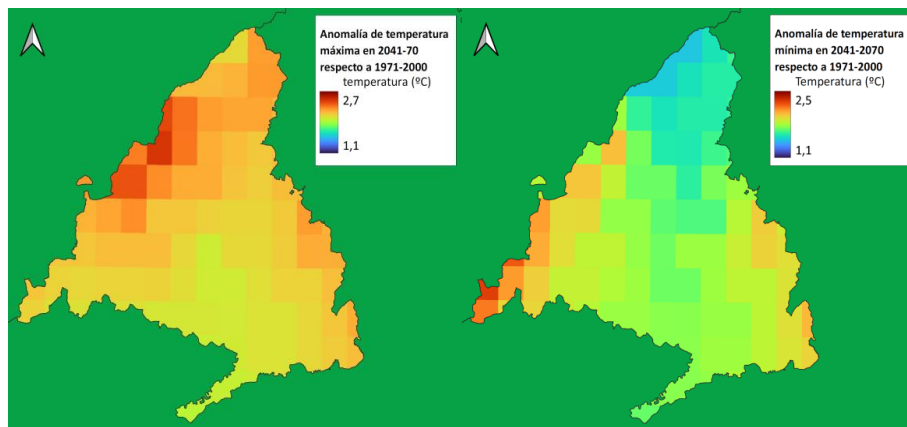 Anomalía de temperatura
máxima en 2041-70
respecto a 1971-2000
temperatura (ºC)
2,7
1,1
Anomalía de temperatura
mínima en 2041-2070
respecto a 1971-2000
Temperatura (ºC)
2,5
1,1